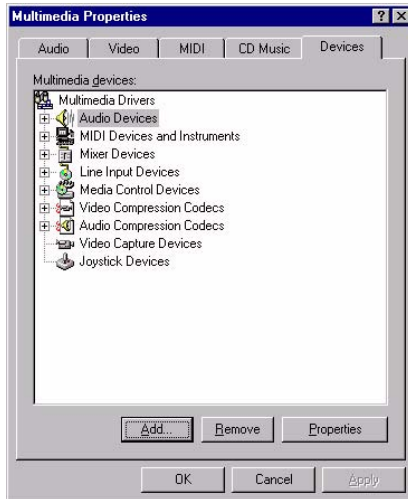 Multimedia Properties
Audio Video MIDI CD Music Devices
Multimedia devices:
Multimedia Drivers
Audio Devices
MIDI Devices and Instruments
Mixer Devices
Line Input Devices
Media Control Devices
Video Compression Codecs
Audio Compression Codecs
Video Capture Devices
Joystick Devices
Add... Remove Properties
OK Cancel Apply